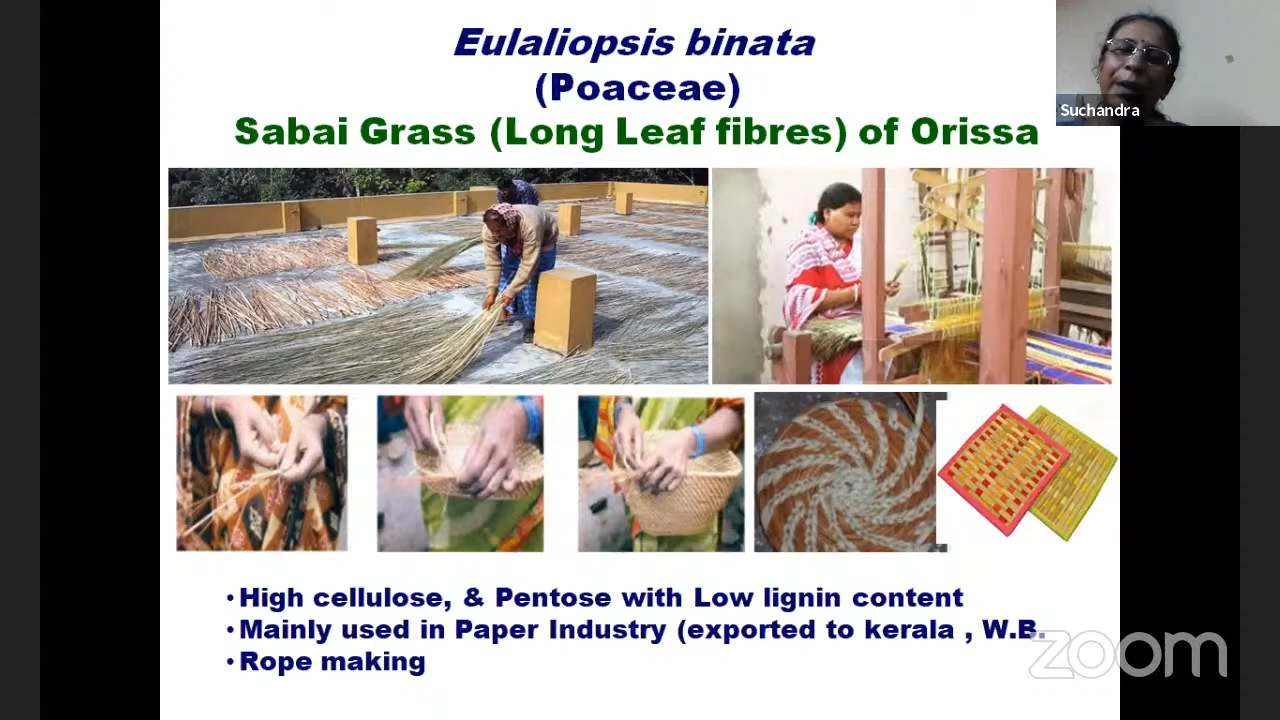 Eulaliopsis binata
(Poaceae)
Sabai Grass (Long Leaf fibres) of Orissa
Suchandra
• High cellulose, & Pentose with Low lignin content
• Mainly used in Paper Industry (exported to kerala , W.B.
• Rope making
zoom